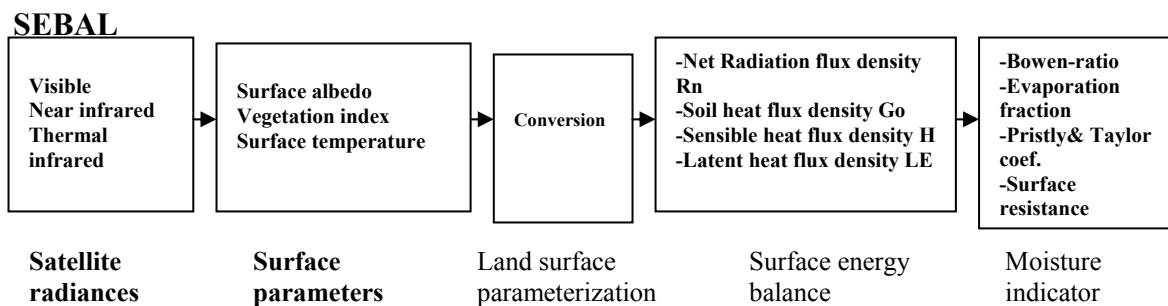 SEBAL
Visible
Near infrared
Thermal
infrared
Surface albedo
Vegetation index
Surface temperature
Conversion
-Net Radiation flux density
Rn
-Soil heat flux density Go
-Sensible heat flux density H
-Latent heat flux density LE
-Bowen-ratio
-Evaporation
fraction
-Pristly& Taylor
coef.
-Surface
resistance
Satellite
radiances
Surface
parameters
Land surface
parameterization
Surface energy
balance
Moisture
indicator